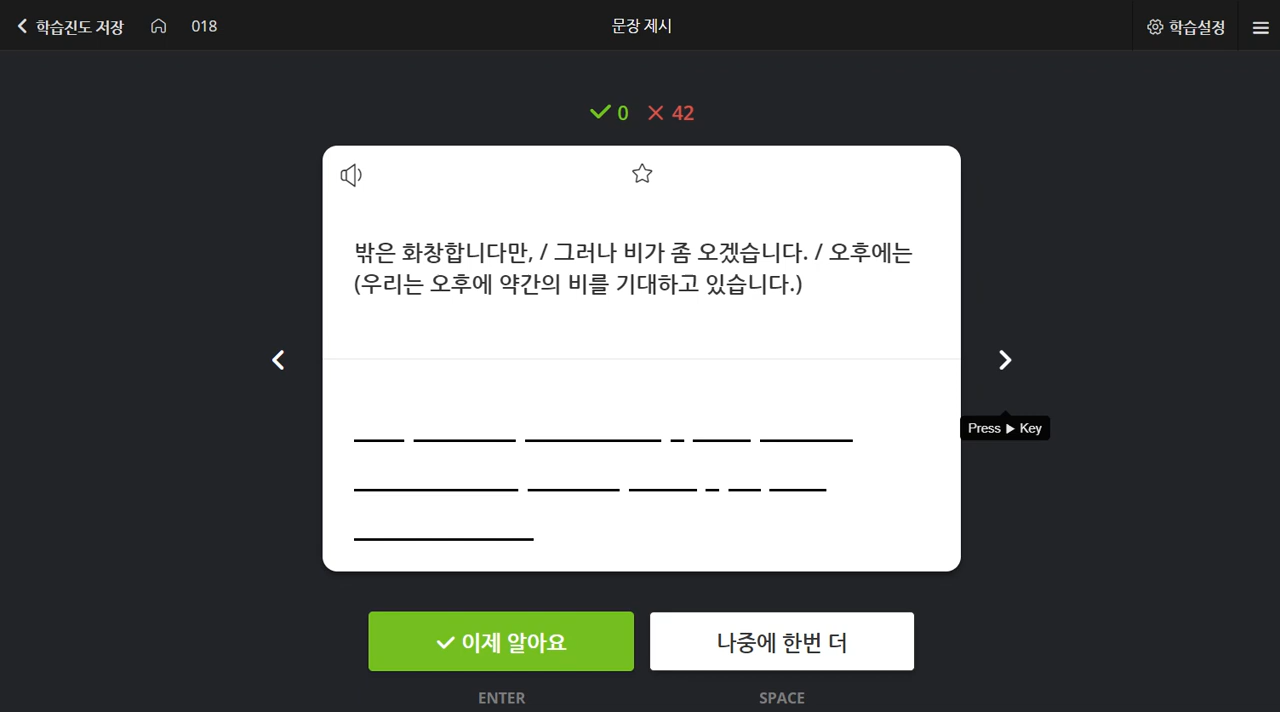 학습진도 저장 018 문장 제시 학습설정
0 42
밖은 화창합니다만, / 그러나 비가 좀 오겠습니다. / 오후에는
(우리는 오후에 약간의 비를 기대하고 있습니다.)
Press ▶ Key
이제 알아요 나중에 한번 더
ENTER SPACE